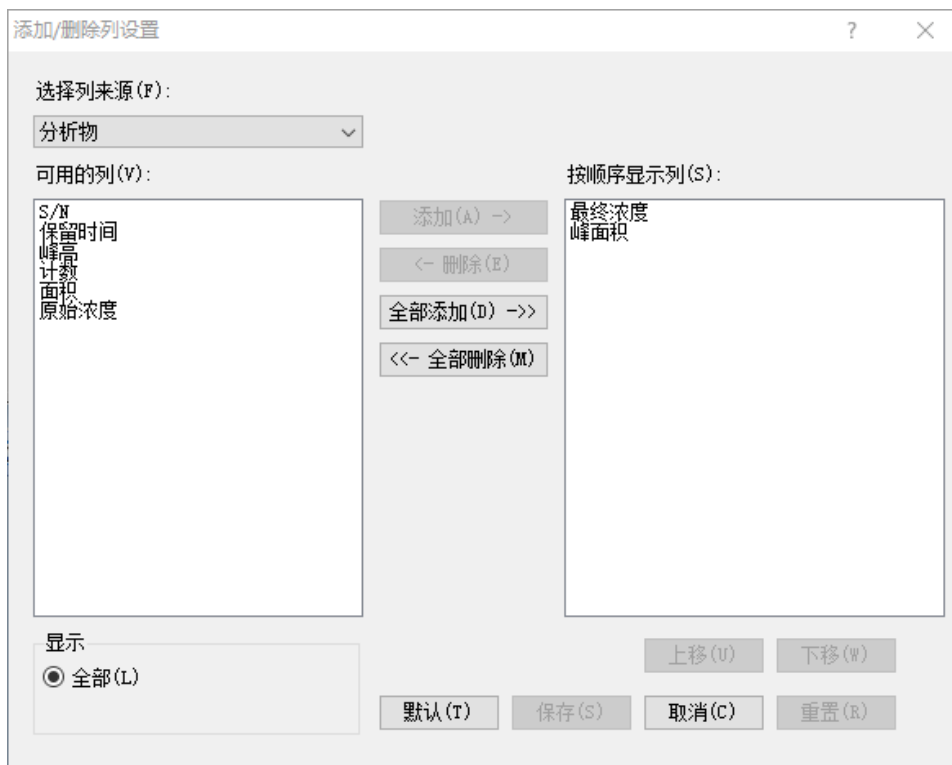 添加/删除列设置
?
选择列来源(F):
分析物
可用的列(V):
按顺序显示列(S):
S/N
保留时间
峰高
计数
面积
原始浓度
添加(A) ->
<- 删除(E)
全部添加(D) ->>
<<- 全部删除(M)
最终浓度
峰面积
显示
全部(L)
上移(U)
下移(W)
默认(T)
保存(S)
取消(C)
重置(R)